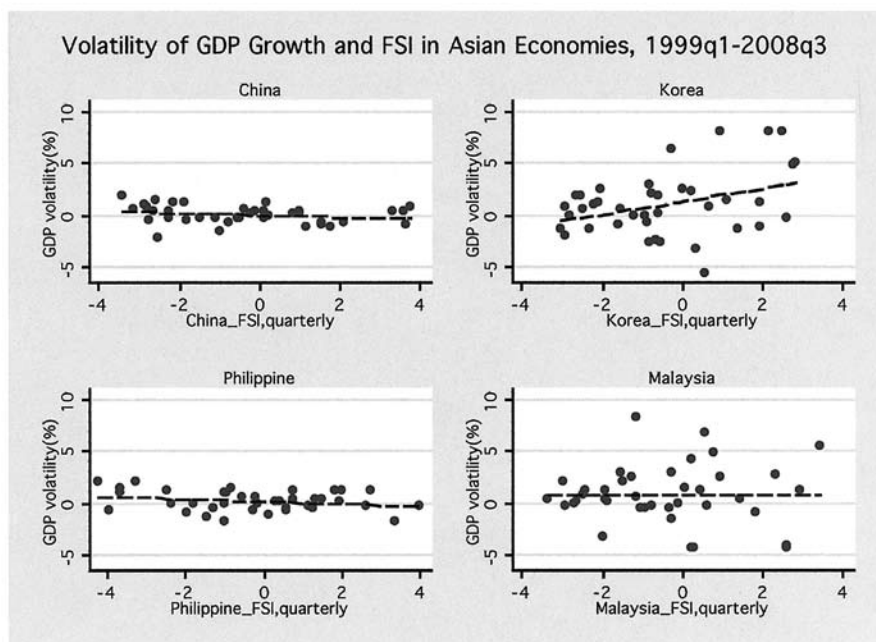 Volatility of GDP Growth and FSI in Asian Economies, 1999q1-2008q3
China
GDP volatility(%)
10
5
0
-5
-4
-2
0
2
4
China_FSI,quarterly
Korea
GDP volatility(%)
10
5
0
-5
-4
-2
0
2
4
Korea_FSI,quarterly
Philippine
GDP volatility(%)
10
5
0
-5
-4
-2
0
2
4
Philippine_FSI,quarterly
Malaysia
GDP volatility(%)
10
5
0
-5
-4
-2
0
2
4
Malaysia_FSI,quarterly